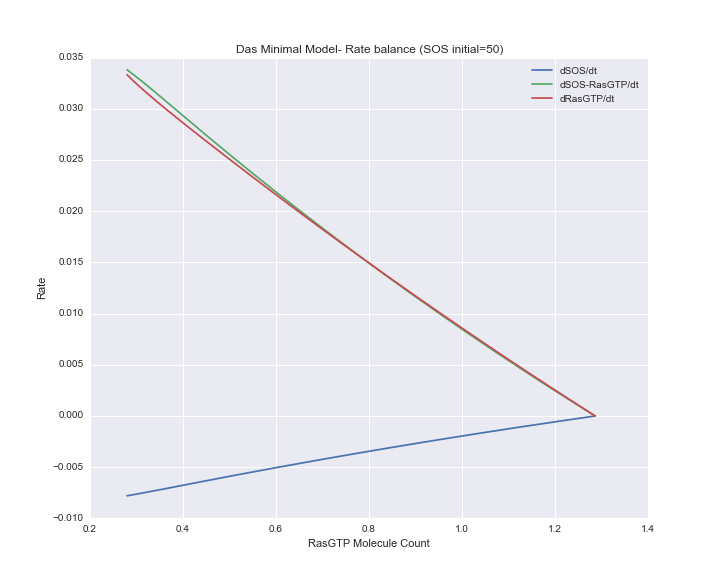 Das Minimal Model- Rate balance (SOS initial=50)
dSOS/dt
dSOS-RasGTP/dt
dRasGTP/dt
0.035
0.030
0.025
0.020
0.015
0.010
0.005
0.000
−0.005
−0.010
Rate
0.2 0.4 0.6 0.8 1.0 1.2 1.4
RasGTP Molecule Count